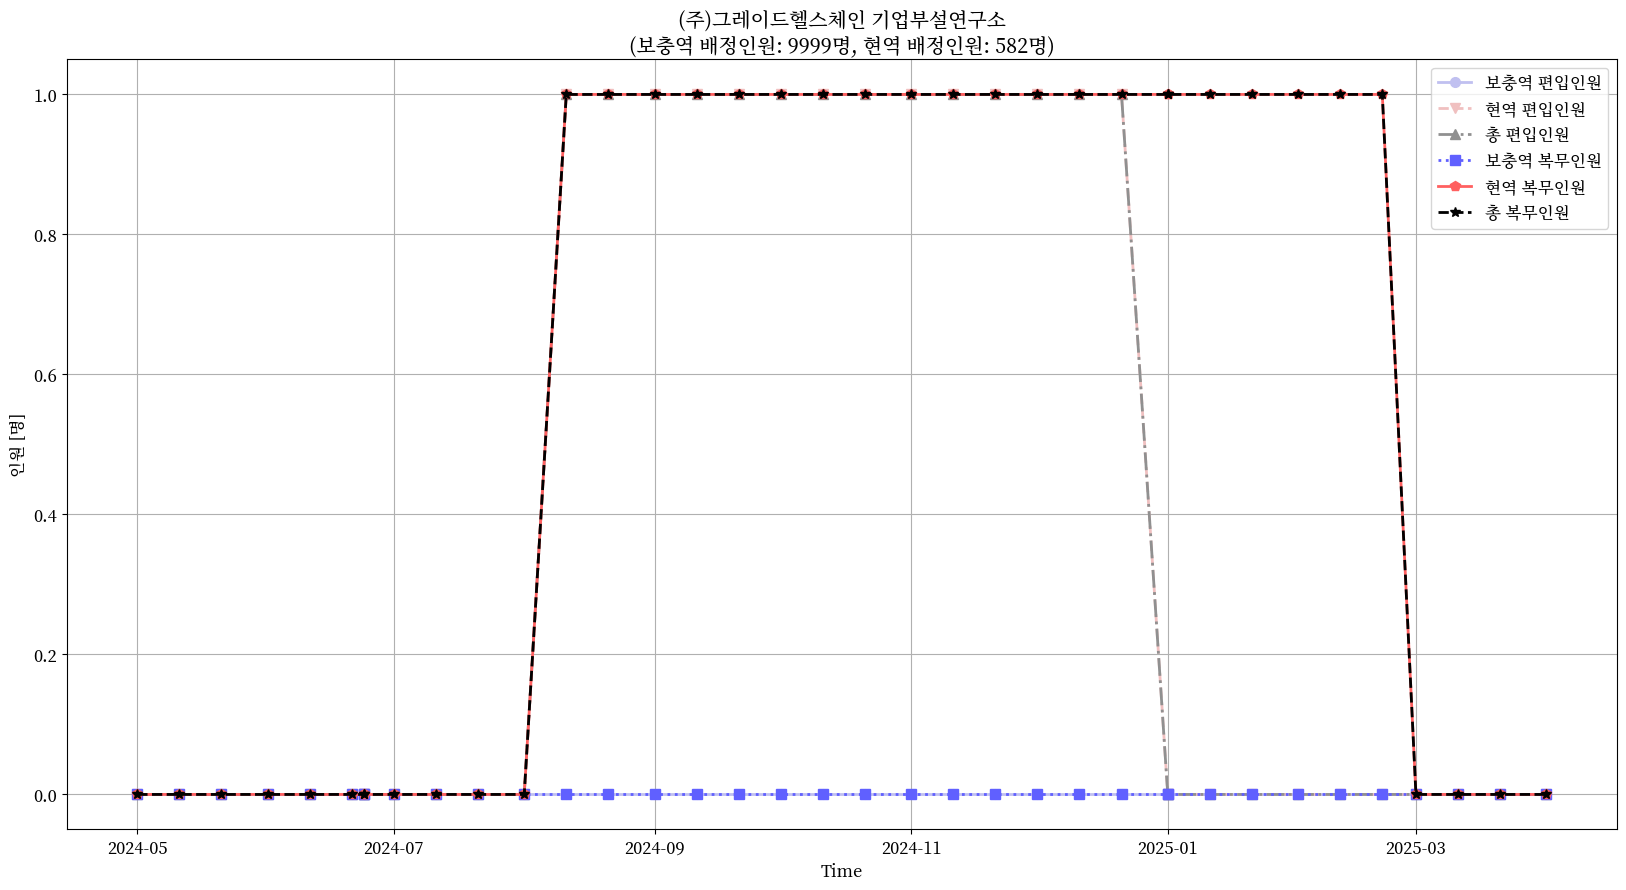 (주)그레이드헬스체인 기업부설연구소
(보충역 배정인원: 9999명, 현역 배정인원: 582명)
보충역 편입인원
현역 편입인원
총 편입인원
보충역 복무인원
현역 복무인원
총 복무인원
인원 [명]
1.0
0.8
0.6
0.4
0.2
0.0
2024-05 2024-07 2024-09 2024-11 2025-01 2025-03
Time